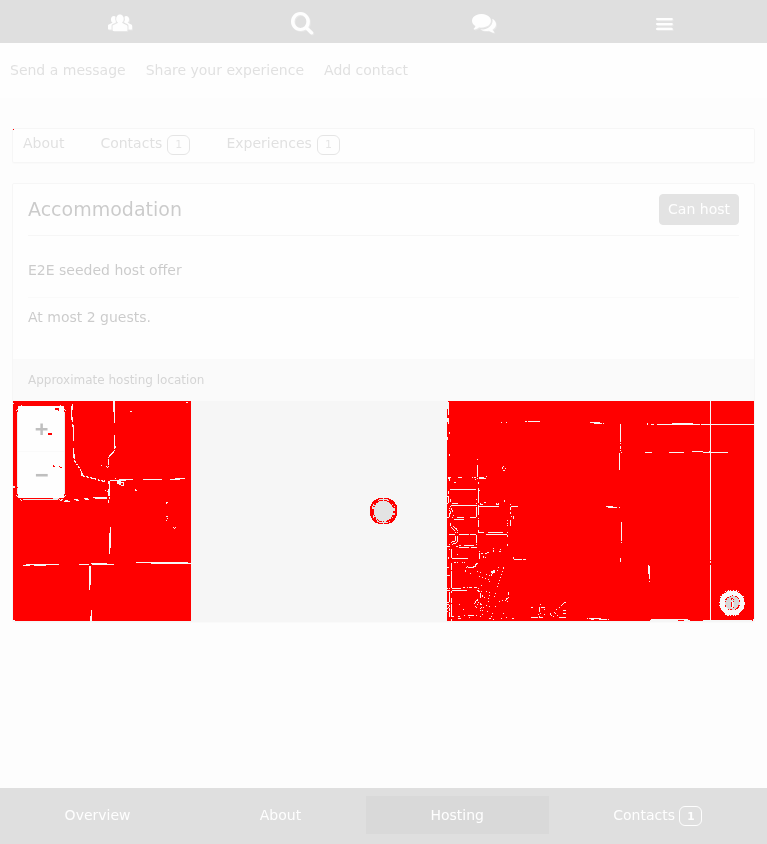 Send a message Share your experience Add contact
About Contacts 1 Experiences 1
Accommodation Can host
E2E seeded host offer
At most 2 guests.
Approximate hosting location
+
−
Overview About Hosting Contacts 1